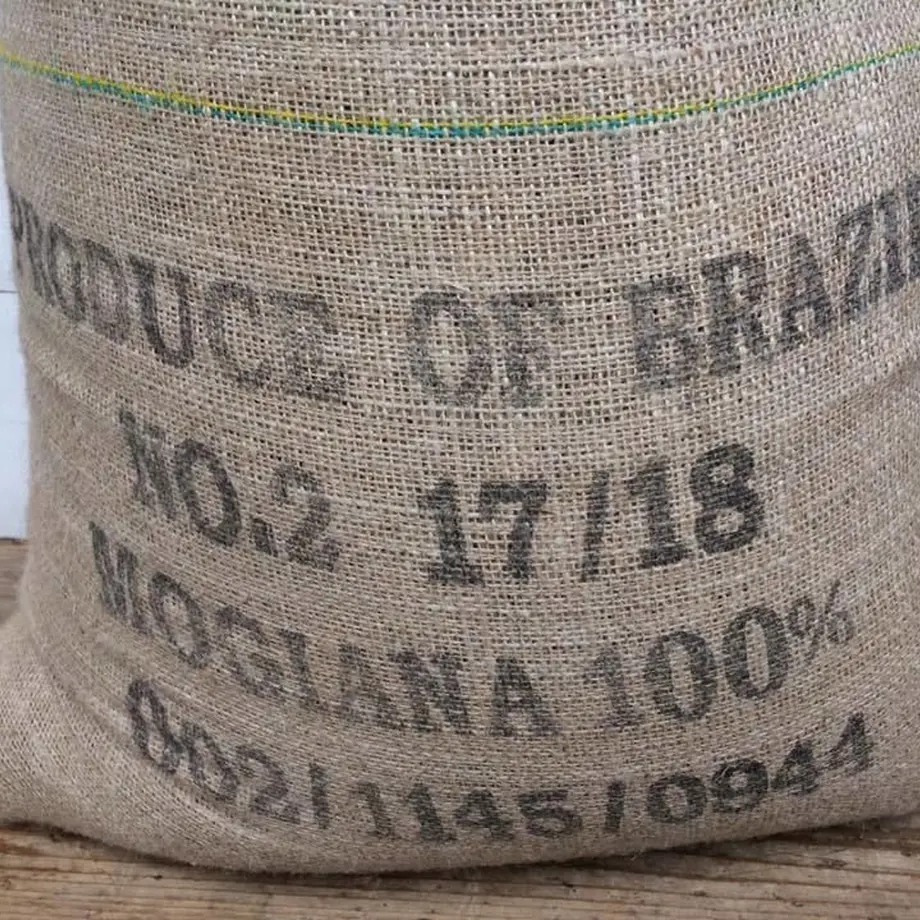 PRODUCE OF BRAZIL
NO.2 17/18
MOGIANA 100%
002/1145/0944